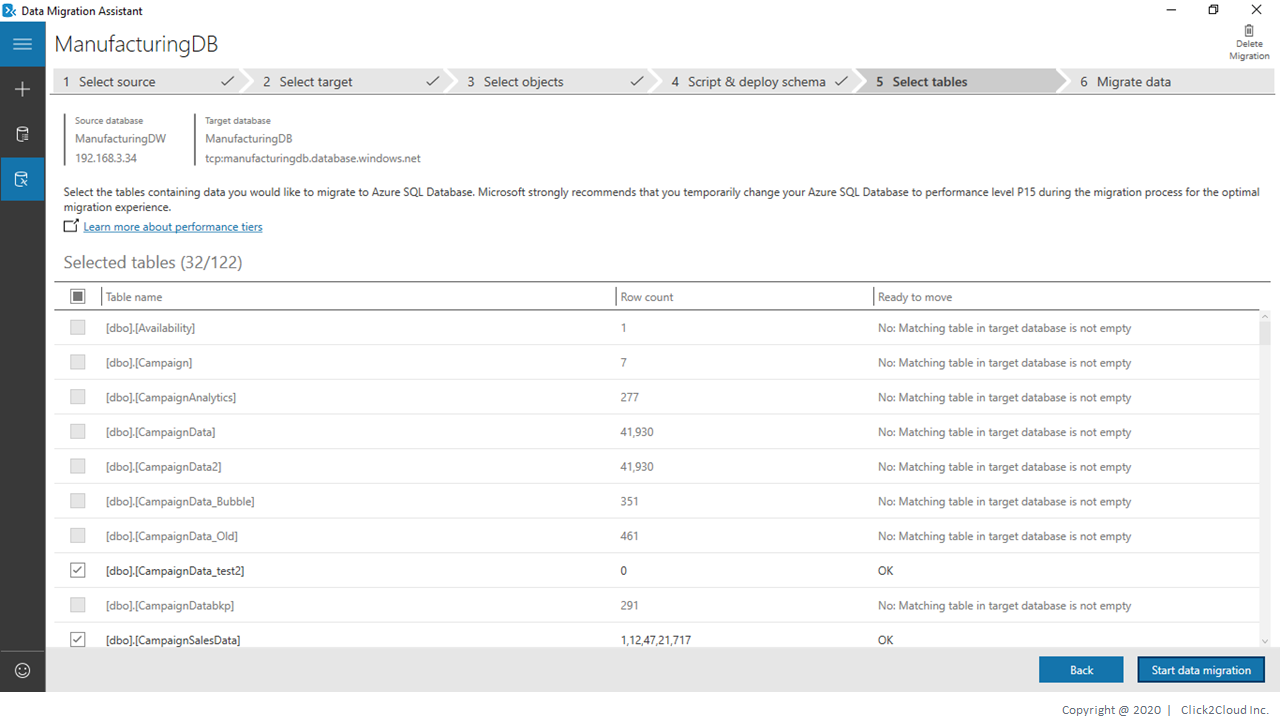 Data Migration Assistant
ManufacturingDB
Delete
Migration
1 Select source 2 Select target 3 Select objects 4 Script & deploy schema 5 Select tables 6 Migrate data
Source database Target database
ManufacturingDW ManufacturingDB
192.168.3.34 tcp:manufacturingdb.database.windows.net
Select the tables containing data you would like to migrate to Azure SQL Database. Microsoft strongly recommends that you temporarily change your Azure SQL Database to performance level P15 during the migration process for the optimal
migration experience.
Learn more about performance tiers
Selected tables (32/122)
Table name Row count Ready to move
[dbo].[Availability] 1 No: Matching table in target database is not empty
[dbo].[Campaign] 7 No: Matching table in target database is not empty
[dbo].[CampaignAnalytics] 277 No: Matching table in target database is not empty
[dbo].[CampaignData] 41,930 No: Matching table in target database is not empty
[dbo].[CampaignData2] 41,930 No: Matching table in target database is not empty
[dbo].[CampaignData_Bubble] 351 No: Matching table in target database is not empty
[dbo].[CampaignData_Old] 461 No: Matching table in target database is not empty
[dbo].[CampaignData_test2] 0 OK
[dbo].[CampaignDatabkp] 291 No: Matching table in target database is not empty
[dbo].[CampaignSalesData] 1,12,47,21,717 OK
Back Start data migration
Copyright @ 2020 | Click2Cloud Inc.